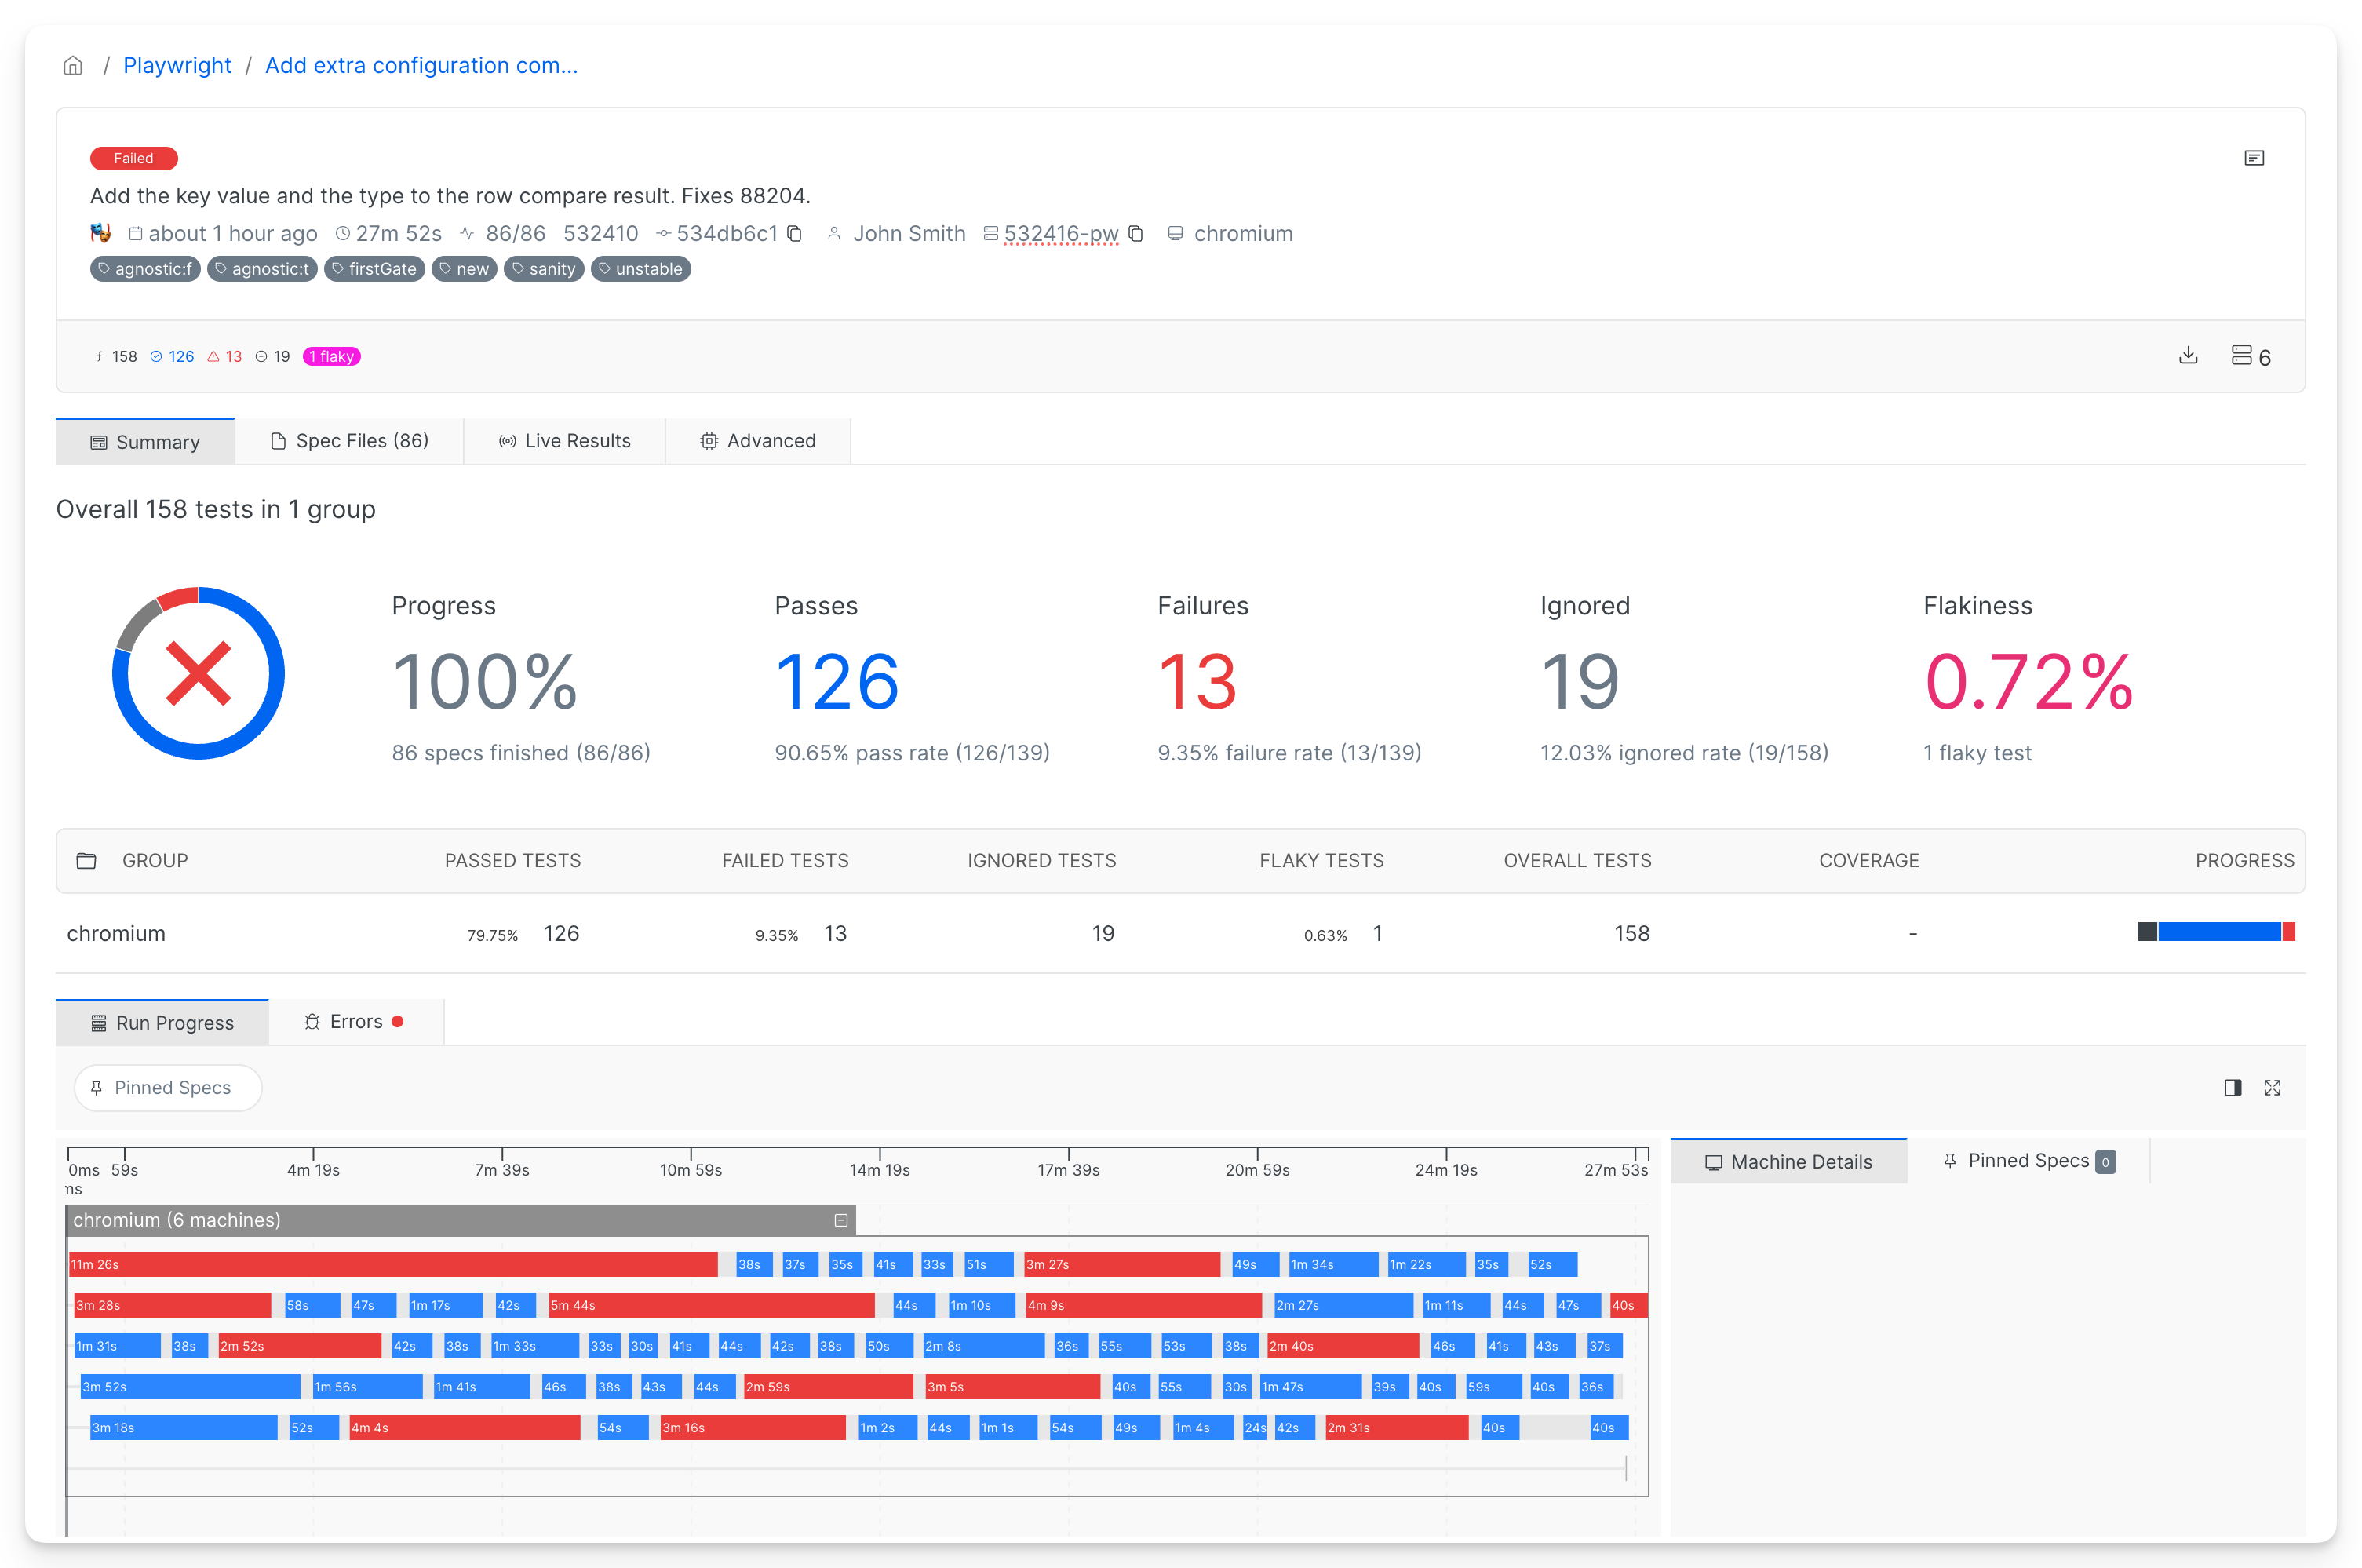 / Playwright / Add extra configuration com...
Failed
Add the key value and the type to the row compare result. Fixes 88204.
about 1 hour ago 27m 52s 86/86 532410 534db6c1 John Smith 532416-pw chromium
agnostic:f agnostic:t firstGate new sanity unstable
158 126 13 19 1 flaky 6
Summary Spec Files (86) Live Results Advanced
Overall 158 tests in 1 group
Progress Passes Failures Ignored Flakiness
100% 126 13 19 0.72%
86 specs finished (86/86) 90.65% pass rate (126/139) 9.35% failure rate (13/139) 12.03% ignored rate (19/158) 1 flaky test
GROUP PASSED TESTS FAILED TESTS IGNORED TESTS FLAKY TESTS OVERALL TESTS COVERAGE PROGRESS
chromium 79.75% 126 9.35% 13 19 0.63% 1 158 -
Run Progress Errors
Pinned Specs
0ms 59s 4m 19s 7m 39s 10m 59s 14m 19s 17m 39s 20m 59s 24m 19s 27m 53s
ms
Machine Details Pinned Specs 0
chromium (6 machines)
11m 26s 38s 37s 35s 41s 33s 51s 3m 27s 49s 1m 34s 1m 22s 35s 52s
3m 28s 58s 47s 1m 17s 42s 5m 44s 44s 1m 10s 4m 9s 2m 27s 1m 11s 44s 47s 40s
1m 31s 38s 2m 52s 42s 38s 1m 33s 33s 30s 41s 44s 42s 38s 50s 2m 8s 36s 55s 53s 38s 2m 40s 46s 41s 43s 37s
3m 52s 1m 56s 1m 41s 46s 38s 43s 44s 2m 59s 3m 5s 40s 55s 30s 1m 47s 39s 40s 59s 40s 36s
3m 18s 52s 4m 4s 54s 3m 16s 1m 2s 44s 1m 1s 54s 49s 1m 4s 24s 42s 2m 31s 40s 40s